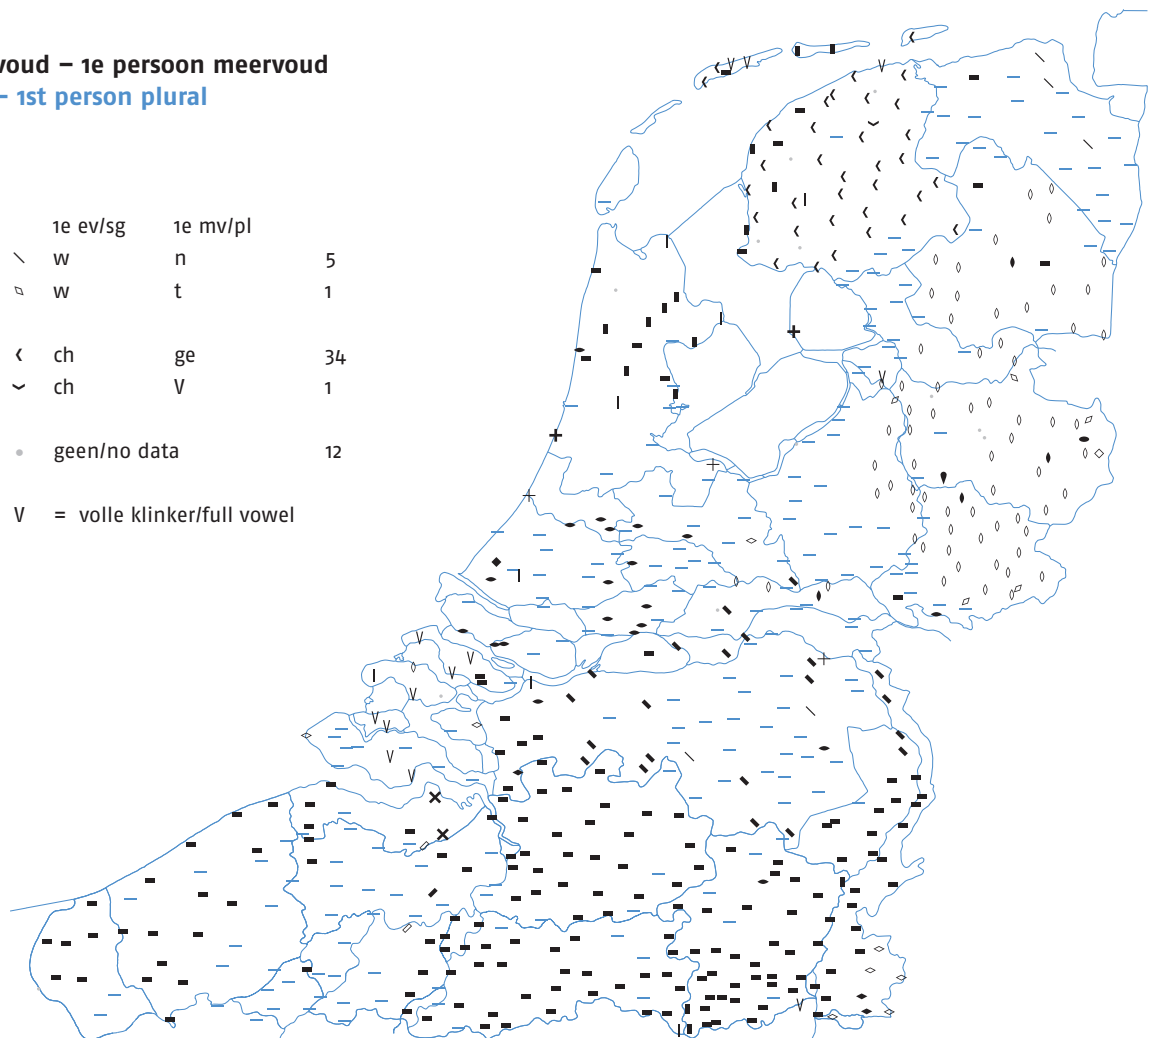 voud – 1e persoon meervoud
– 1st person plural
1e ev/sg 1e mv/pl
w n 5
w t 1
ch ge 34
ch V 1
geen/no data 12
V = volle klinker/full vowel